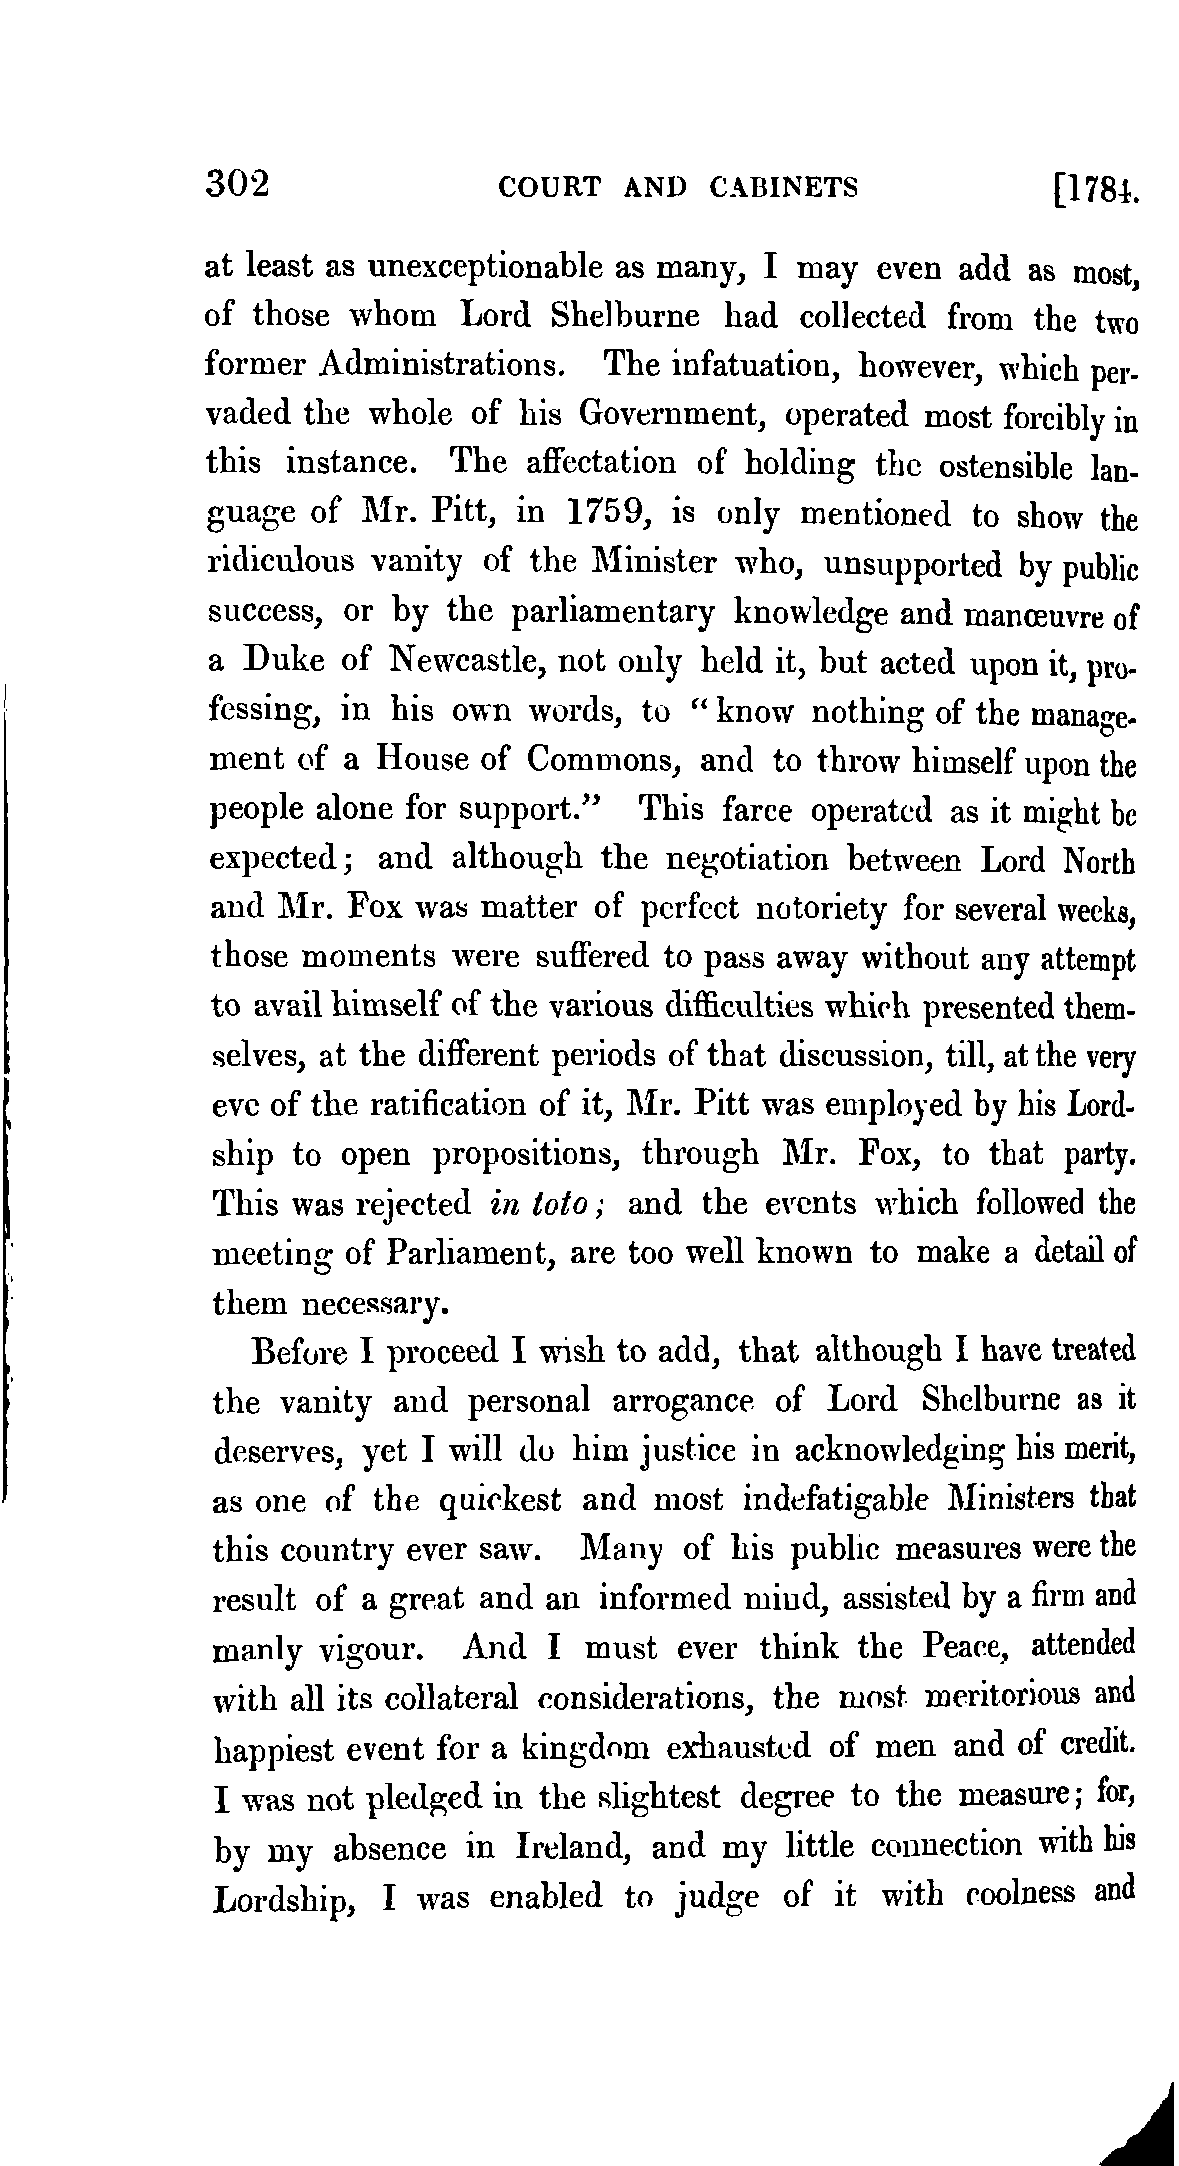 302 COURT AND CABINETS [1784.
at least as unexceptionable as many, I may even add as most,
of those whom Lord Shelburne had collected from the two
former Administrations. The infatuation, however, which per-
vaded the whole of his Government, operated most forcibly in
this instance. The affectation of holding the ostensible lan-
guage of Mr. Pitt, in 1759, is only mentioned to show the
ridiculous vanity of the Minister who, unsupported by public
success, or by the parliamentary knowledge and manœuvre of
a Duke of Newcastle, not only held it, but acted upon it, pro-
fessing, in his own words, to “know nothing of the manage-
ment of a House of Commons, and to throw himself upon the
people alone for support.” This farce operated as it might be
expected; and although the negotiation between Lord North
and Mr. Fox was matter of perfect notoriety for several weeks,
those moments were suffered to pass away without any attempt
to avail himself of the various difficulties which presented them-
selves, at the different periods of that discussion, till, at the very
eve of the ratification of it, Mr. Pitt was employed by his Lord-
ship to open propositions, through Mr. Fox, to that party.
This was rejected in toto; and the events which followed the
meeting of Parliament, are too well known to make a detail of
them necessary.
Before I proceed I wish to add, that although I have treated
the vanity and personal arrogance of Lord Shelburne as it
deserves, yet I will do him justice in acknowledging his merit,
as one of the quickest and most indefatigable Ministers that
this country ever saw. Many of his public measures were the
result of a great and an informed mind, assisted by a firm and
manly vigour. And I must ever think the Peace, attended
with all its collateral considerations, the most meritorious and
happiest event for a kingdom exhausted of men and of credit.
I was not pledged in the slightest degree to the measure; for,
by my absence in Ireland, and my little connection with his
Lordship, I was enabled to judge of it with coolness and